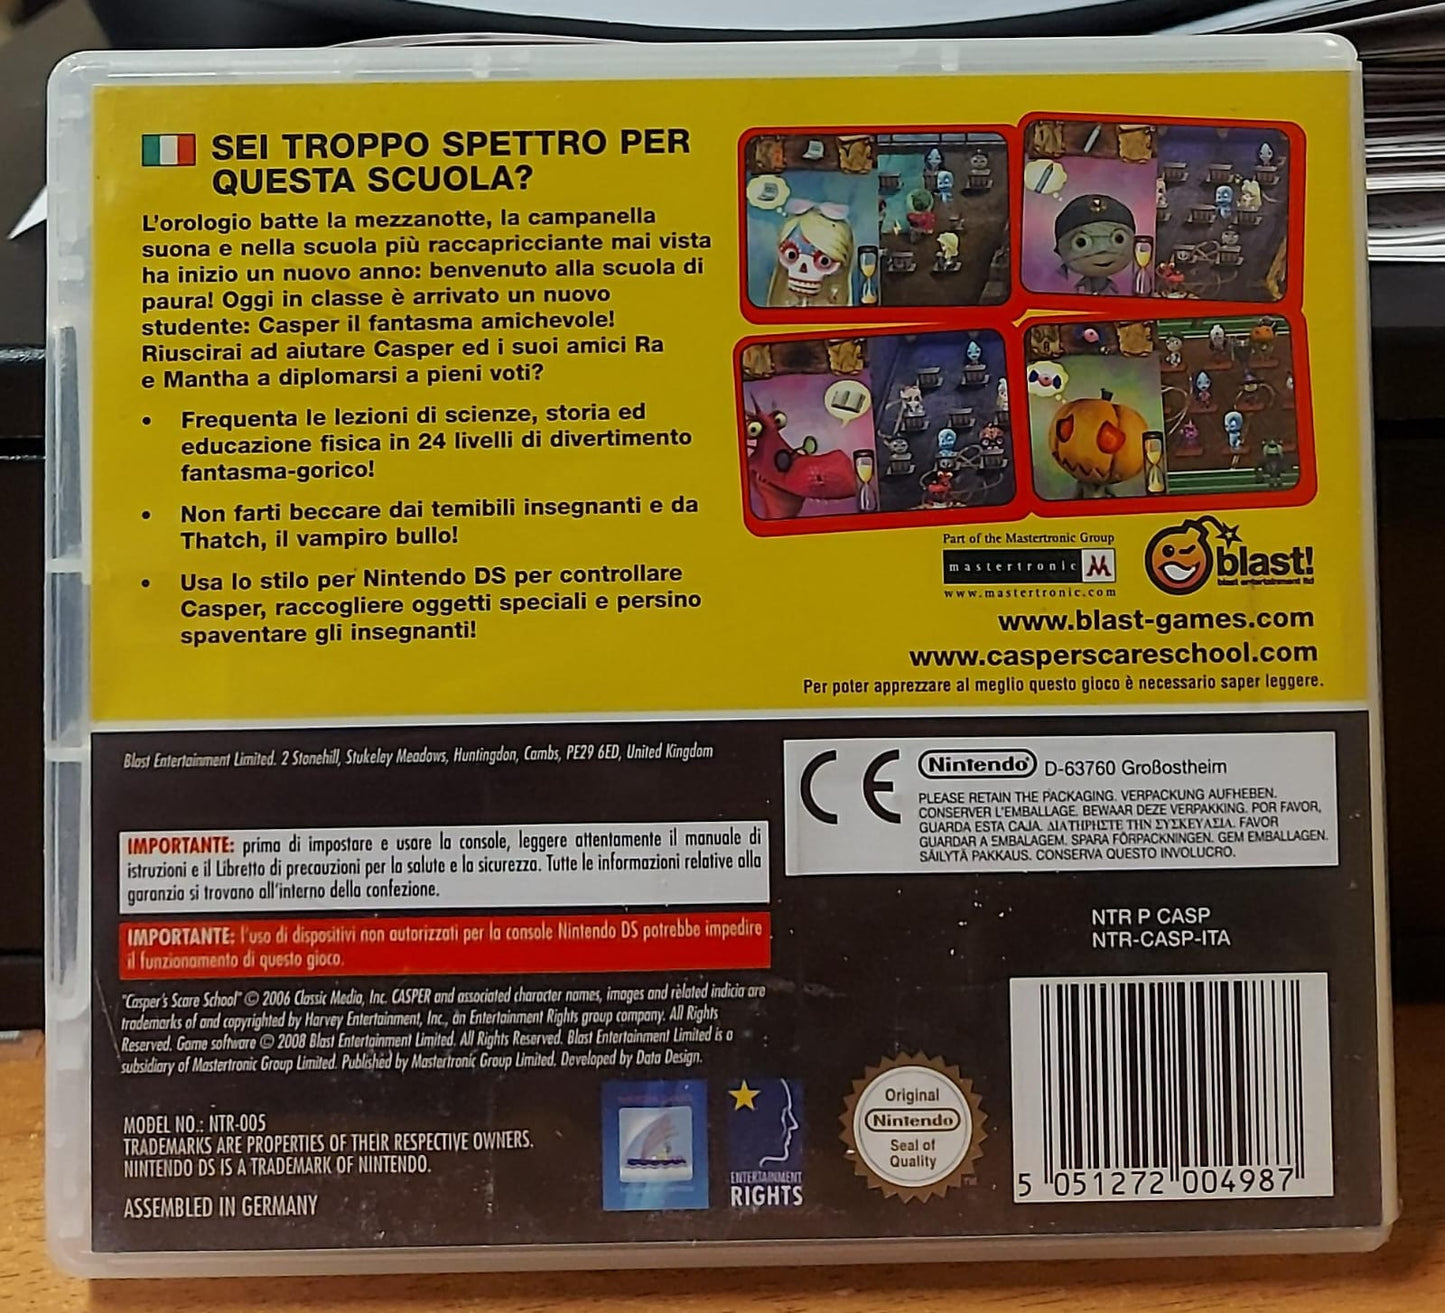 SEI TROPPO SPETTRO PER
QUESTA SCUOLA?
L'orologio batte la mezzanotte, la campanella
suona e nella scuola più raccapricciante mai vista
ha inizio un nuovo anno: benvenuto alla scuola di
paura! Oggi in classe è arrivato un nuovo
studente: Casper il fantasma amichevole!
Riuscirai ad aiutare Casper ed i suoi amici Ra
e Mantha a diplomarsi a pieni voti?
• Frequenta le lezioni di scienze, storia ed
educazione fisica in 24 livelli di divertimento
fantasma-gorico!
• Non farti beccare dai temibili insegnanti e da
Thatch, il vampiro bullo!
• Usa lo stilo per Nintendo DS per controllare
Casper, raccogliere oggetti speciali e persino
spaventare gli insegnanti!
Part of the Mastertronic Group
mastertronic M
www.mastertronic.com
blast!
blast entertainment ltd
www.blast-games.com
www.casperscareschool.com
Per poter apprezzare al meglio questo gioco è necessario saper leggere.
Blast Entertainment Limited. 2 Stonehill, Stukeley Meadows, Huntingdon, Cambs, PE29 6ED, United Kingdom
IMPORTANTE: prima di impostare e usare la console, leggere attentamente il manuale di
istruzioni e il Libretto di precauzioni per la salute e la sicurezza. Tutte le informazioni relative alla
garanzia si trovano all'interno della confezione.
IMPORTANTE: l'uso di dispositivi non autorizzati per la console Nintendo DS potrebbe impedire
il funzionamento di questo gioco.
"Casper's Scare School" © 2006 Classic Media, Inc. CASPER and associated character names, images and related indicia are
trademarks of and copyrighted by Harvey Entertainment, Inc., an Entertainment Rights group company. All Rights
Reserved. Game software © 2008 Blast Entertainment Limited. All Rights Reserved. Blast Entertainment Limited is a
subsidiary of Mastertronic Group Limited. Published by Mastertronic Group Limited. Developed by Data Design.
MODEL NO.: NTR-005
TRADEMARKS ARE PROPERTIES OF THEIR RESPECTIVE OWNERS.
NINTENDO DS IS A TRADEMARK OF NINTENDO.
ASSEMBLED IN GERMANY
ENTERTAINMENT
RIGHTS
Original
Nintendo
Seal of
Quality
CE
Nintendo® D-63760 Großostheim
PLEASE RETAIN THE PACKAGING. VERPACKUNG AUFHEBEN.
CONSERVER L'EMBALLAGE. BEWAAR DEZE VERPAKKING. POR FAVOR,
GUARDA ESTA CAJA. ΔΙΑΤΗΡΗΣΤΕ ΤΗΝ ΣΥΣΚΕΥΑΣΙΑ. FAVOR
GUARDAR A EMBALAGEM. SPARA FÖRPACKNINGEN. GEM EMBALLAGEN.
SÄILYTÄ PAKKAUS. CONSERVA QUESTO INVOLUCRO.
NTR P CASP
NTR-CASP-ITA
5 051272 004987